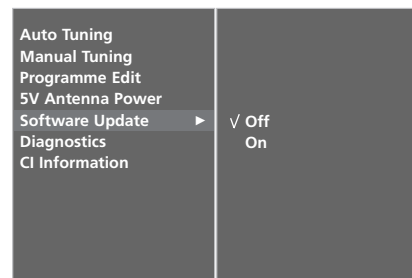 Auto Tuning
Manual Tuning
Programme Edit
5V Antenna Power
Software Update ►
Diagnostics
CI Information
√ Off
On